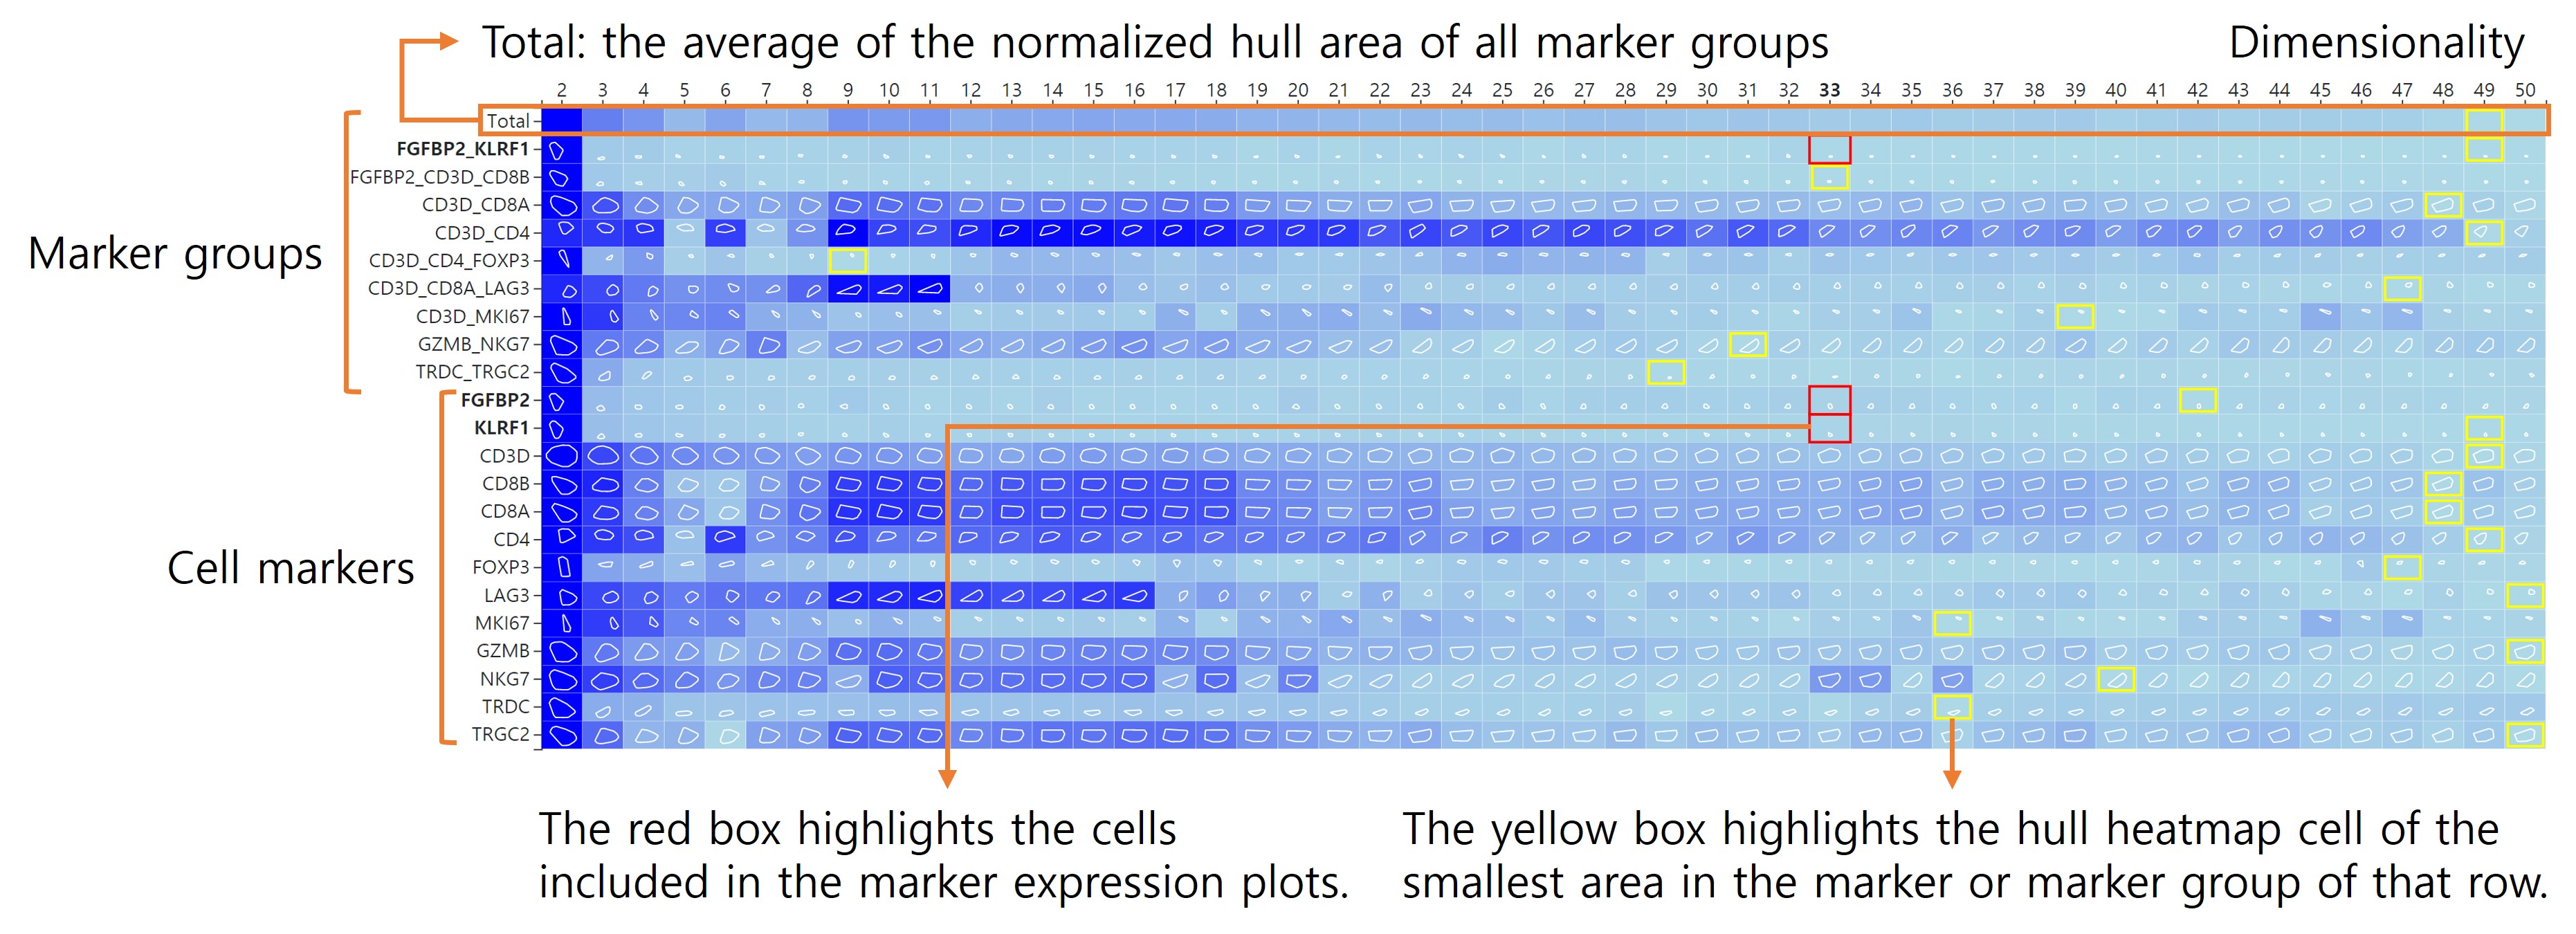 Total: the average of the normalized hull area of all marker groups
Dimensionality
2 3 4 5 6 7 8 9 10 11 12 13 14 15 16 17 18 19 20 21 22 23 24 25 26 27 28 29 30 31 32 33 34 35 36 37 38 39 40 41 42 43 44 45 46 47 48 49 50
Total
FGFBP2_KLRF1
FGFBP2_CD3D_CD8B
CD3D_CD8A
CD3D_CD4
Marker groups
CD3D_CD4_FOXP3
CD3D_CD8A_LAG3
CD3D_MKI67
GZMB_NKG7
TRDC_TRGC2
FGFBP2
KLRF1
CD3D
CD8B
CD8A
CD4
Cell markers
FOXP3
LAG3
MKI67
GZMB
NKG7
TRDC
TRGC2
The red box highlights the cells
included in the marker expression plots.
The yellow box highlights the hull heatmap cell of the
smallest area in the marker or marker group of that row.